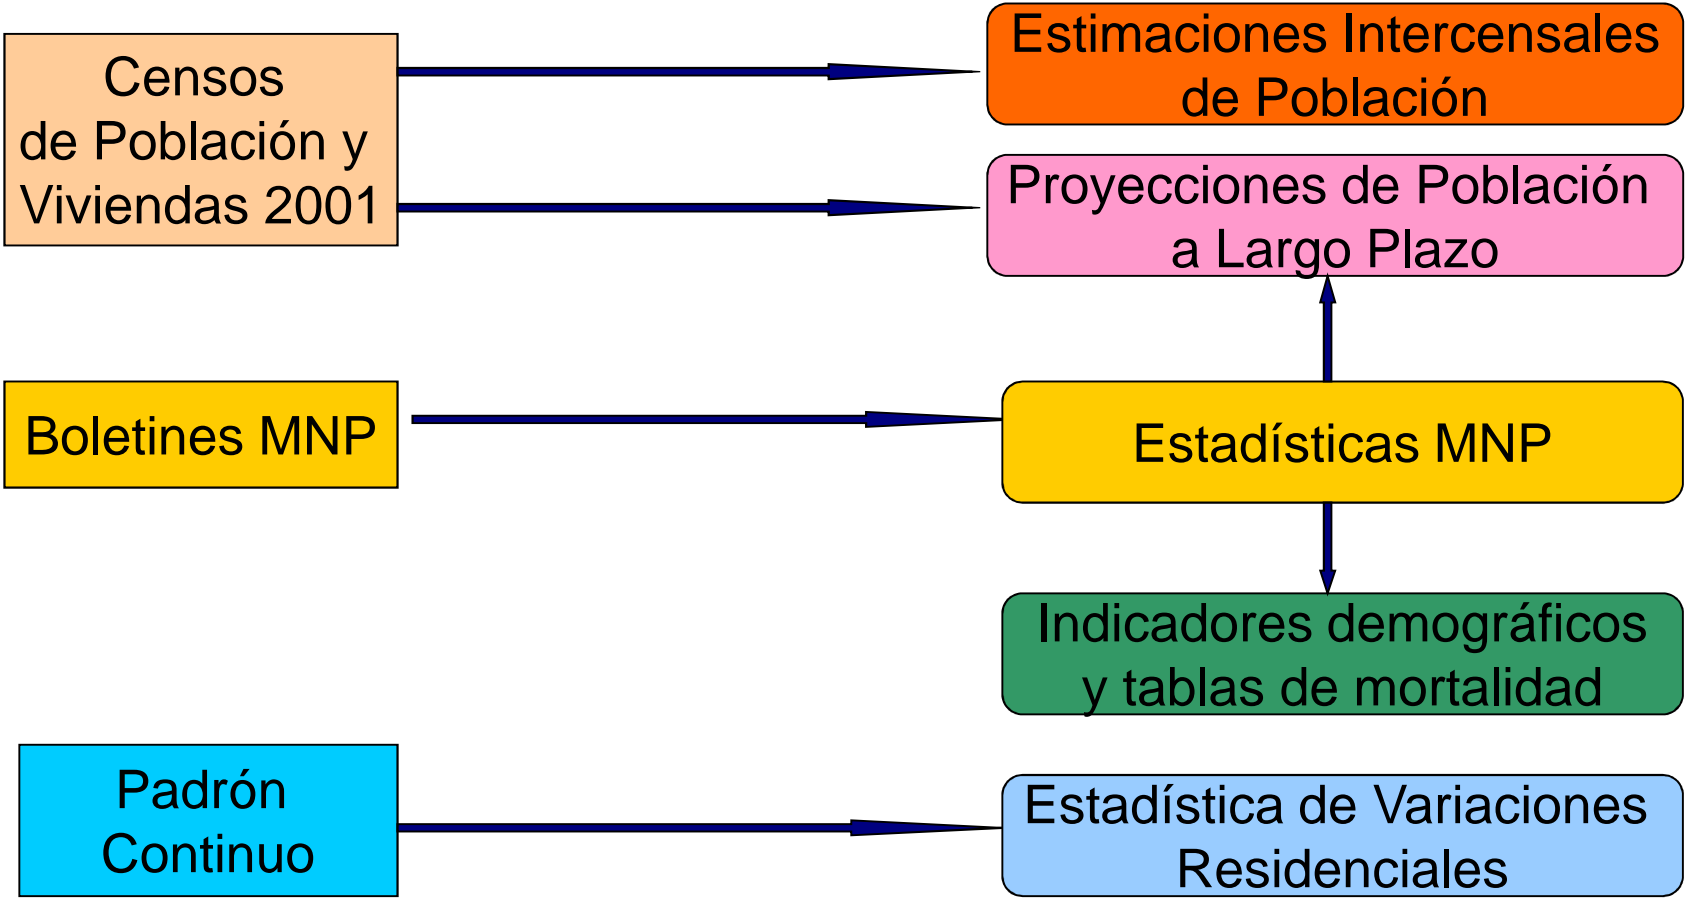 Censos
de Población y
Viviendas 2001
Estimaciones Intercensales
de Población
Proyecciones de Población
a Largo Plazo
Boletines MNP
Estadísticas MNP
Indicadores demográficos
y tablas de mortalidad
Padrón
Continuo
Estadística de Variaciones
Residenciales